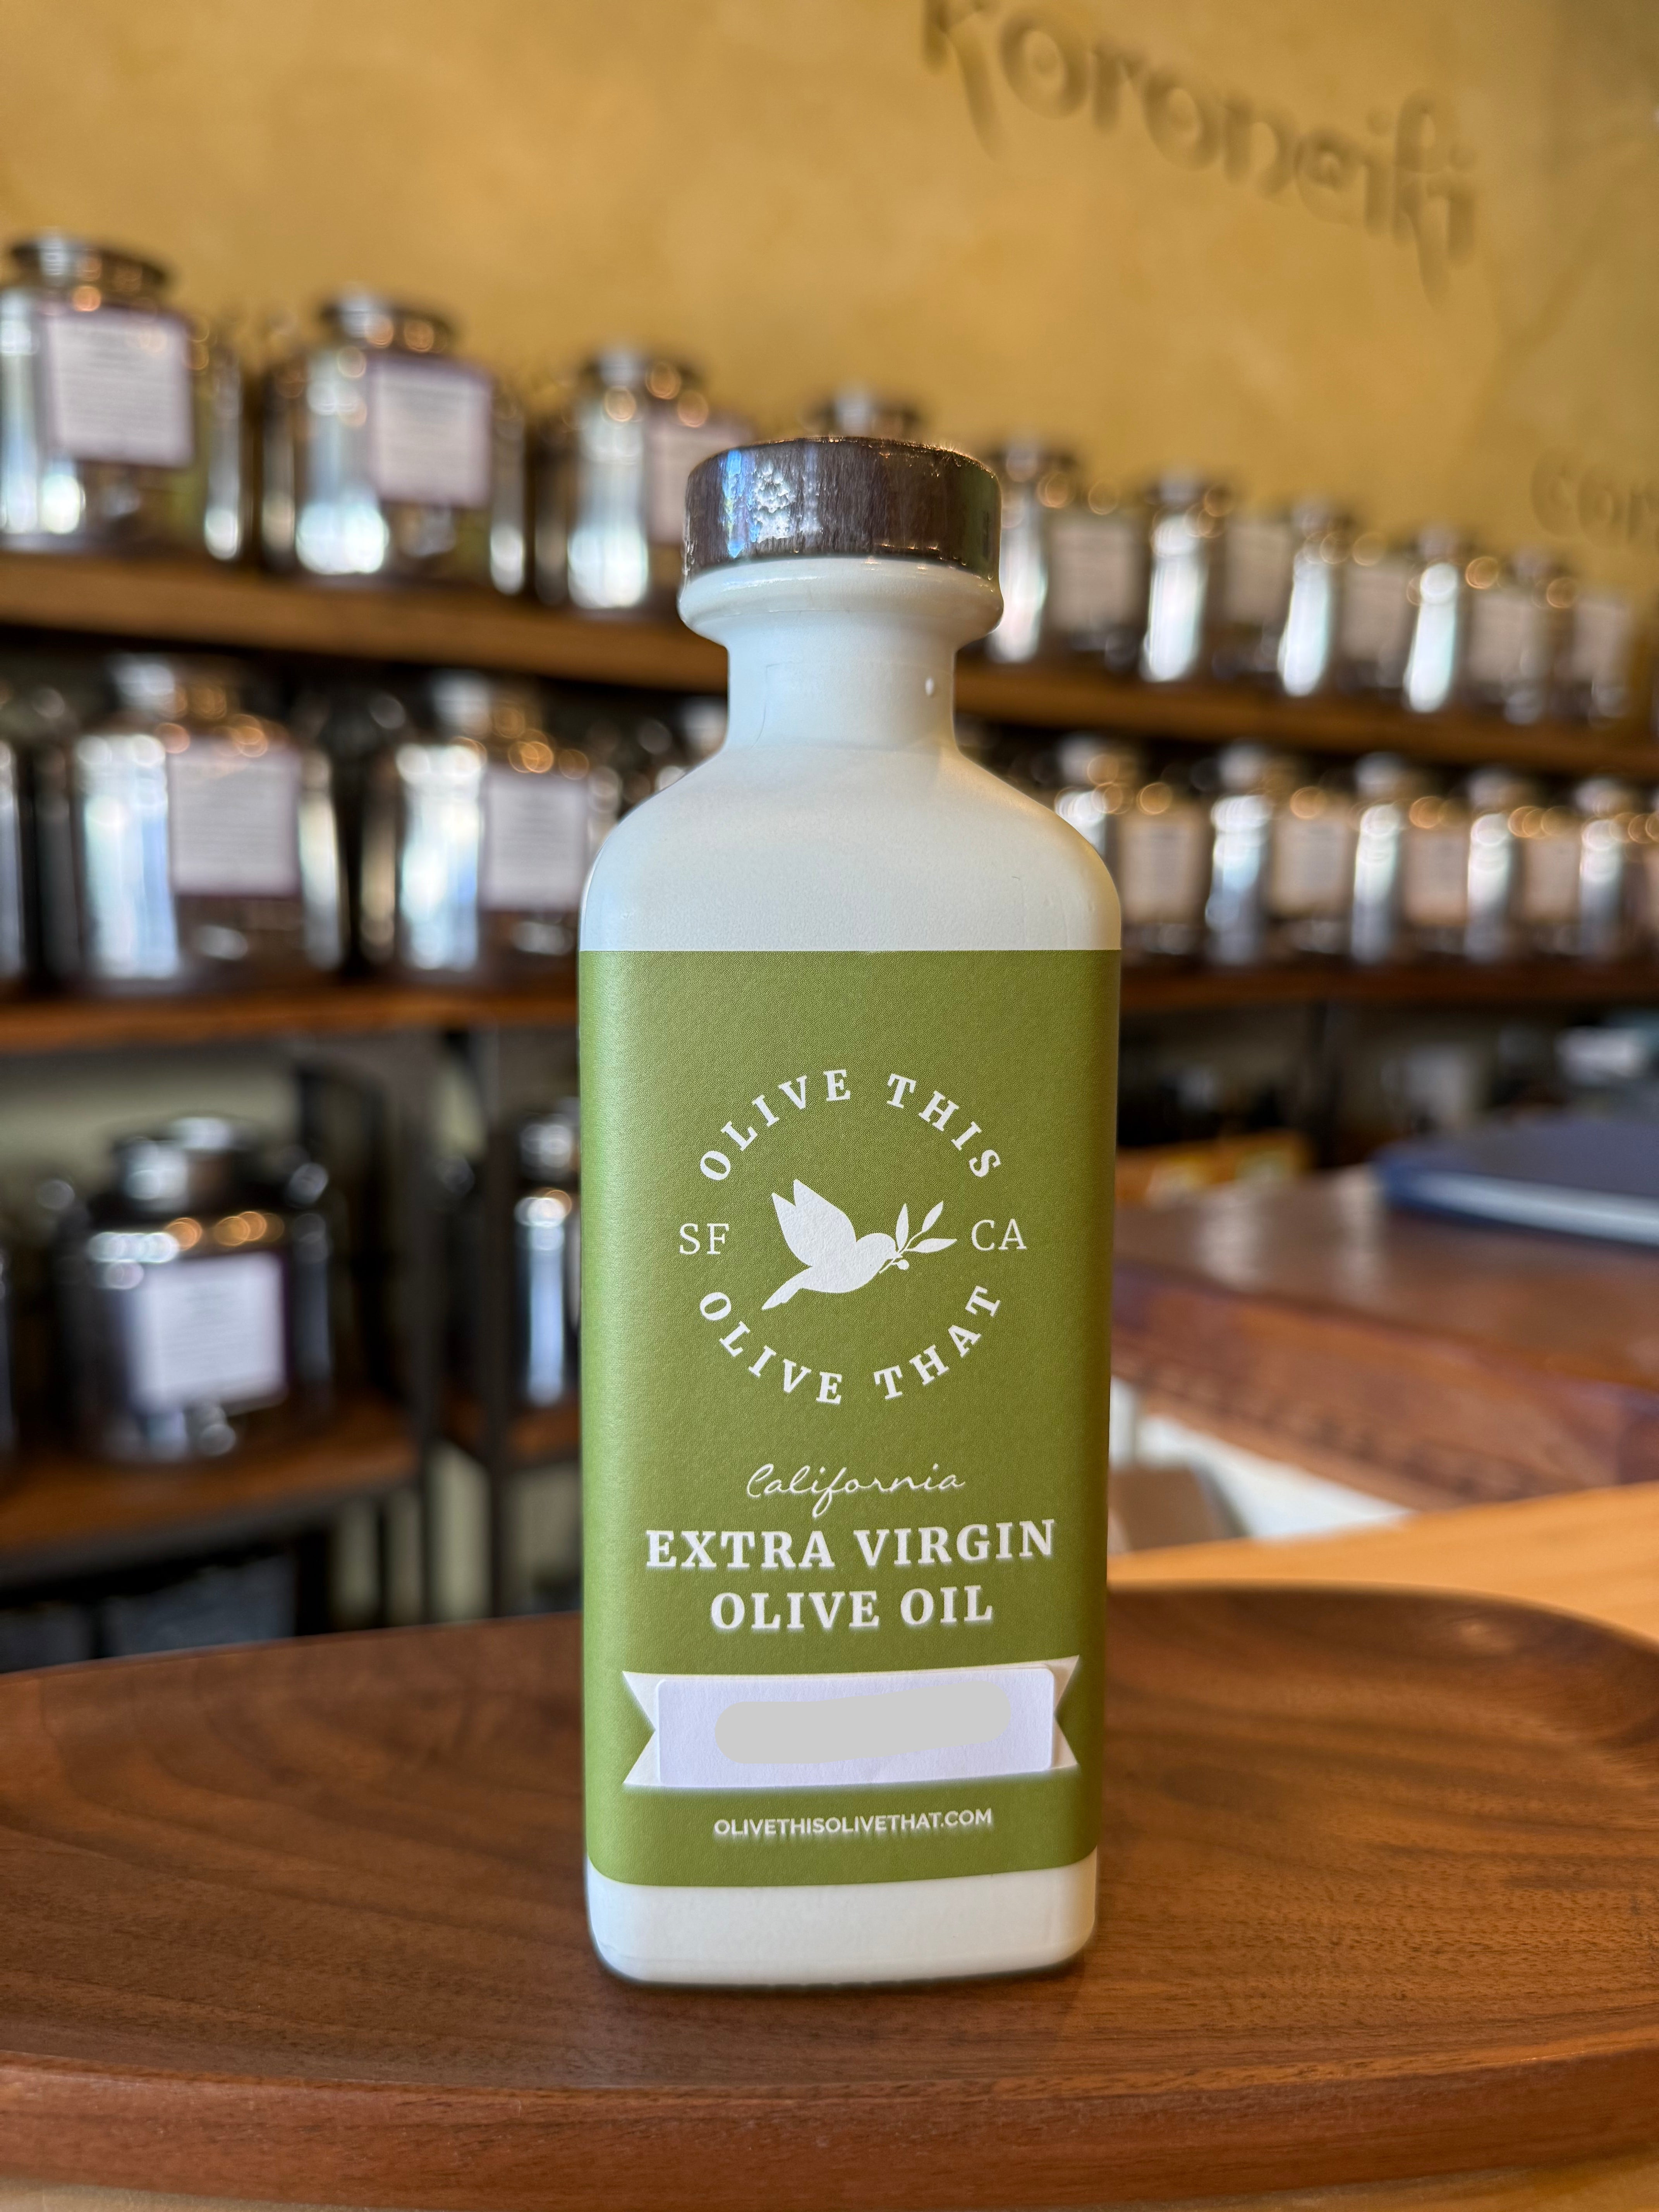 Koroneiki
OLIVE THIS
SF CA
OLIVE THAT
California
EXTRA VIRGIN
OLIVE OIL
OLIVETHISOLIVETHAT.COM